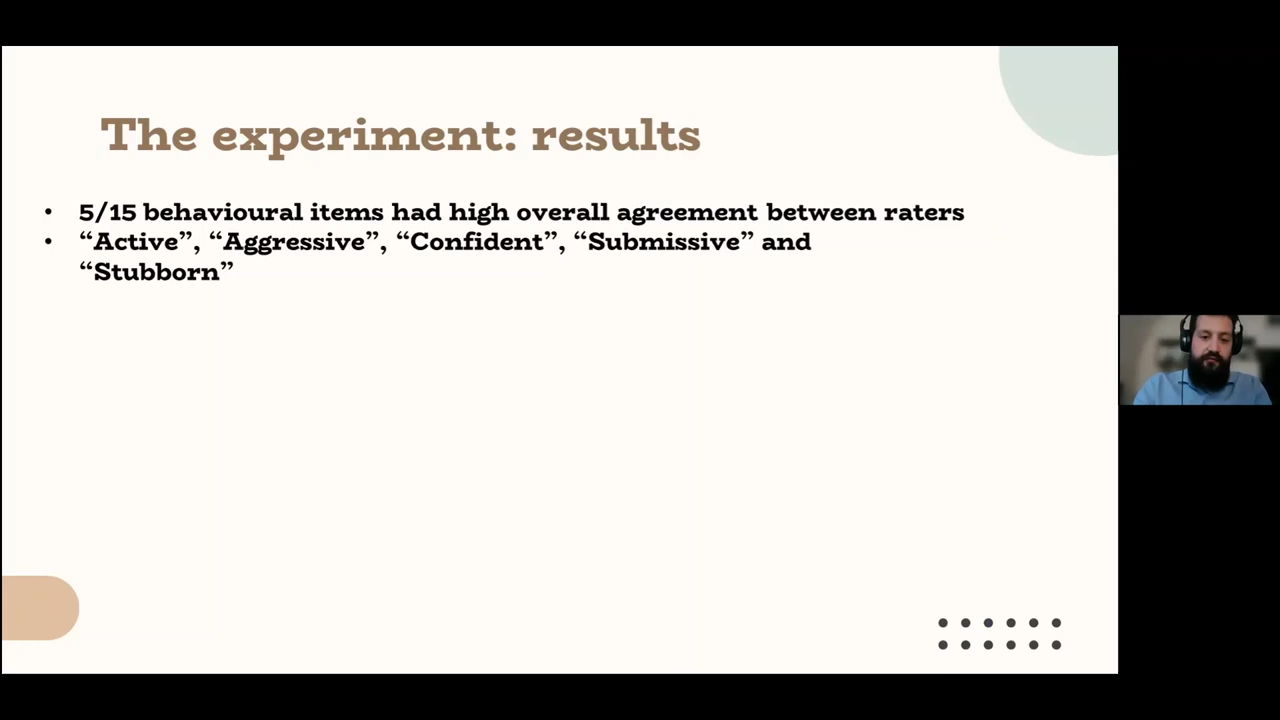 The experiment: results
• 5/15 behavioural items had high overall agreement between raters
• “Active”, “Aggressive”, “Confident”, “Submissive” and
“Stubborn”